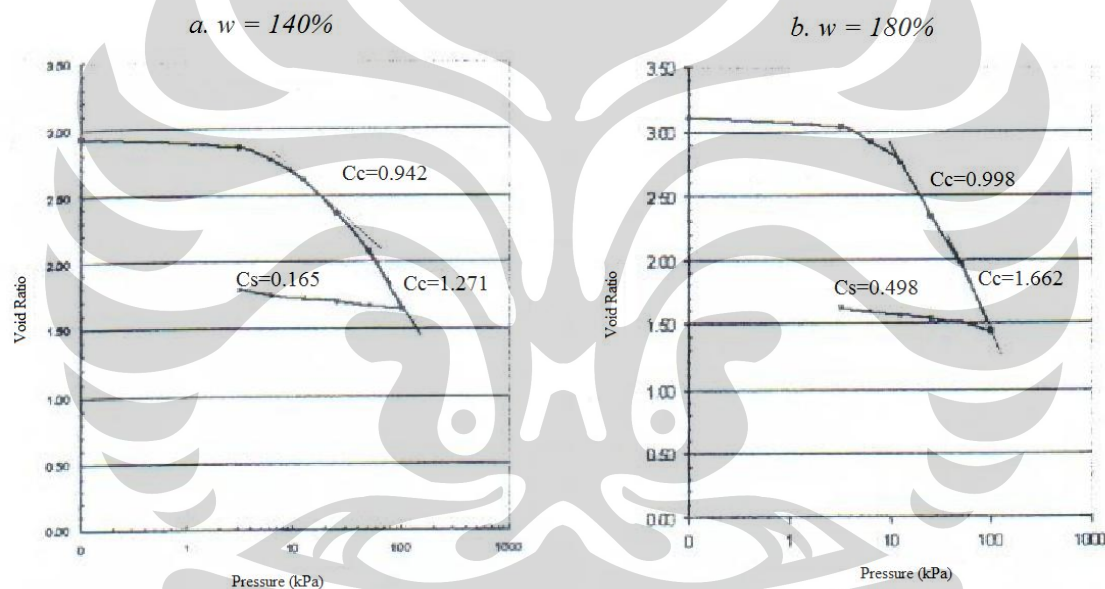 a. w = 140%
3.50
3.00
2.50
2.00
1.50
1.00
0.50
0.00
Void Ratio
Cc=0.942
Cs=0.165
Cc=1.271
0
1
10
100
1000
Pressure (kPa)
b. w = 180%
3.50
3.00
2.50
2.00
1.50
1.00
0.50
0.00
Void Ratio
Cc=0.998
Cs=0.498
Cc=1.662
0
1
10
100
1000
Pressure (kPa)